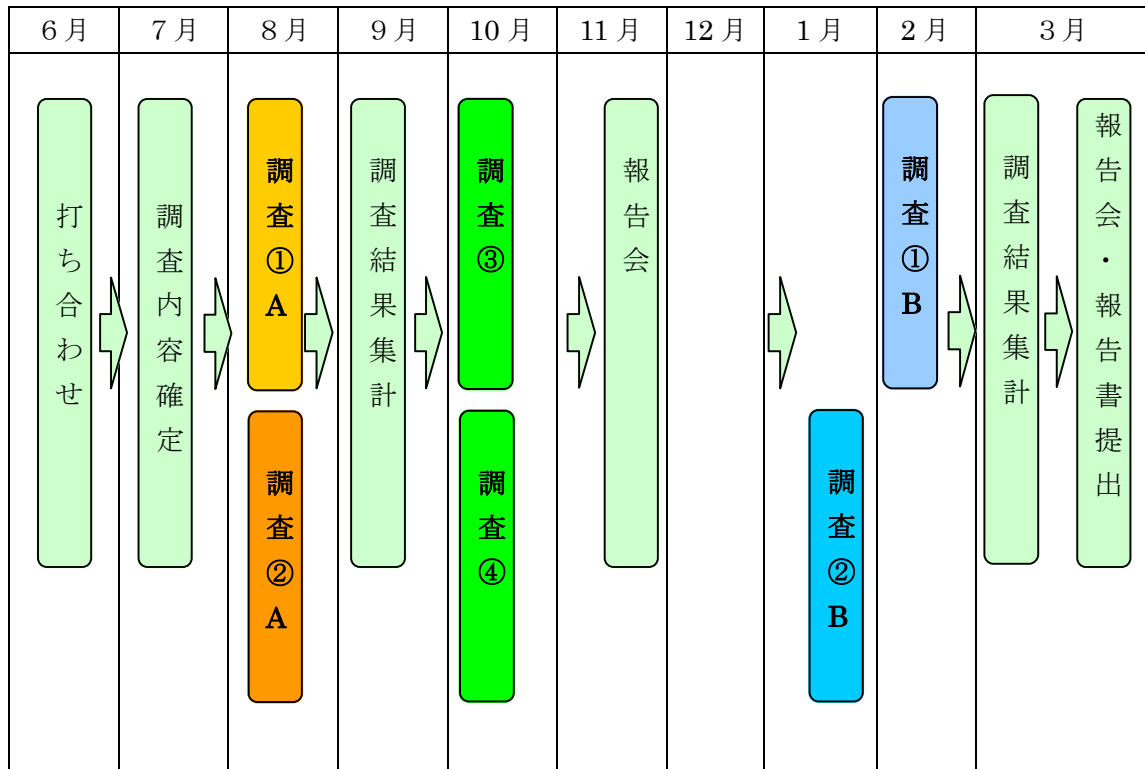 6月 7月 8月 9月 10月 11月 12月 1月 2月 3月
打ち合わせ
調査内容確定
調査①A
調査②A
調査結果集計
調査③
調査④
報告会
調査②B
調査①B
調査結果集計
報告会・報告書提出